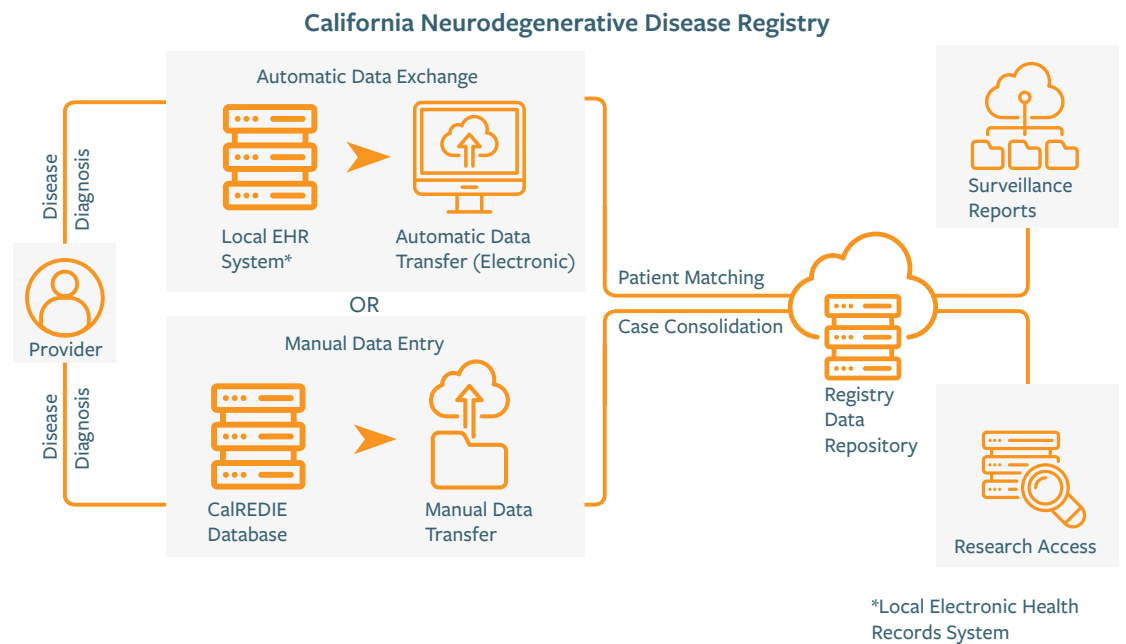 California Neurodegenerative Disease Registry
Automatic Data Exchange
Disease
Diagnosis
Local EHR
System*
Automatic Data
Transfer (Electronic)
OR
Provider
Manual Data Entry
Disease
Diagnosis
CalREDIE
Database
Manual Data
Transfer
Patient Matching
Case Consolidation
Registry
Data
Repository
Surveillance
Reports
Research Access
*Local Electronic Health
Records System